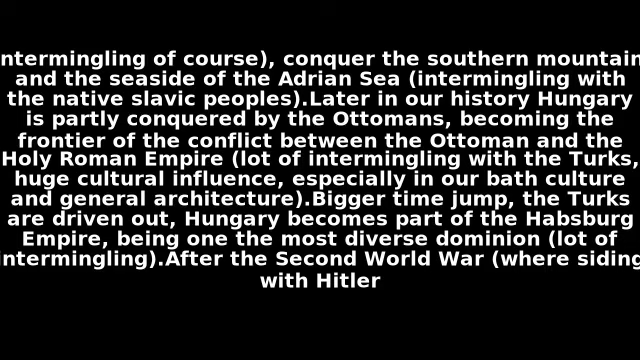 ntermingling of course), conquer the southern mountain
and the seaside of the Adrian Sea (intermingling with
the native slavic peoples).Later in our history Hungary
is partly conquered by the Ottomans, becoming the
frontier of the conflict between the Ottoman and the
Holy Roman Empire (lot of intermingling with the Turks,
huge cultural influence, especially in our bath culture
and general architecture).Bigger time jump, the Turks
are driven out, Hungary becomes part of the Habsburg
Empire, being one the most diverse dominion (lot of
intermingling).After the Second World War (where siding
with Hitler